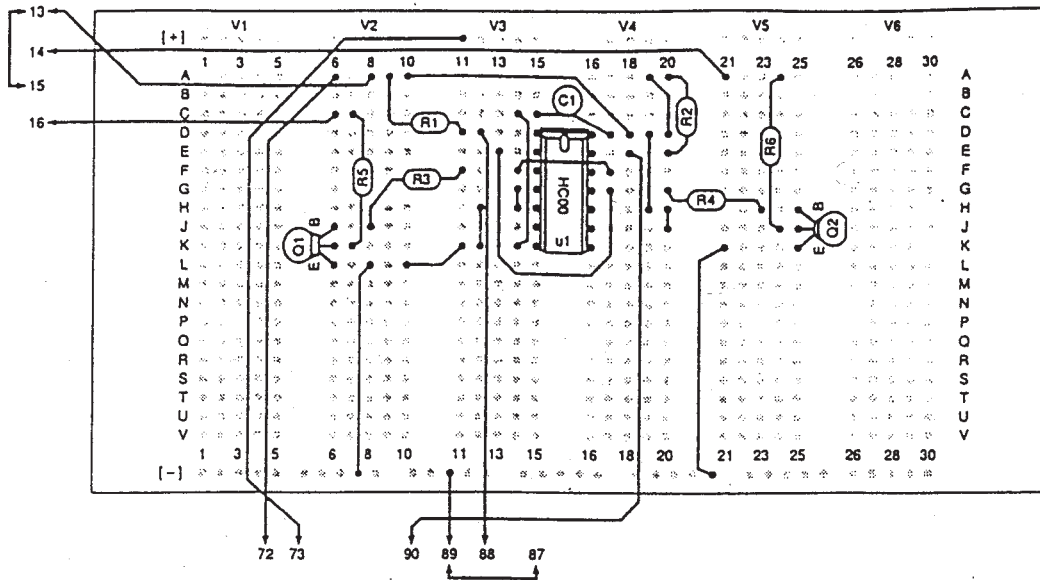 13
V1 V2 V3 V4 V5 V6
[+]
14
1 3 5 6 8 10 11 13 15 16 18 20 21 23 25 26 28 30
15
A A
B B
16
C C1 R2 C
D R1 R6 D
E E
F R5 R3 F
G HC00 R4 G
H H
J B B J
K Q1 u1 Q2 K
L E E L
M M
N N
P P
Q Q
R R
S S
T T
U U
V V
1 3 5 6 8 10 11 13 15 16 18 20 21 23 25 26 28 30
[-]
72 73 90 89 88 87